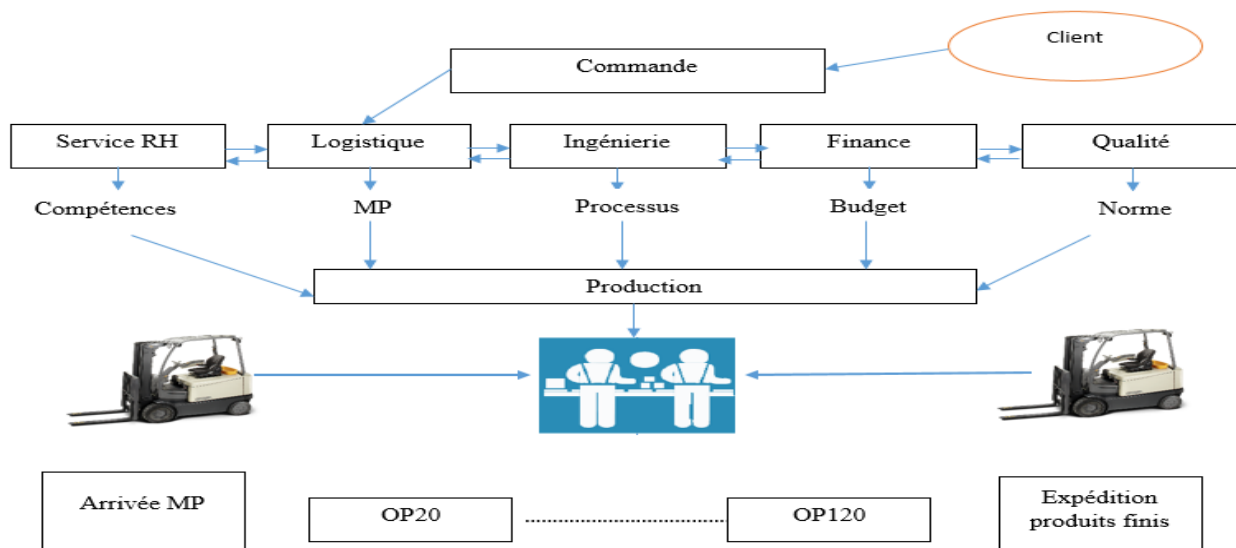 Client
Commande
Service RH
Logistique
Ingénierie
Finance
Qualité
Compétences
MP
Processus
Budget
Norme
Production
Arrivée MP
OP20
OP120
Expédition
produits finis